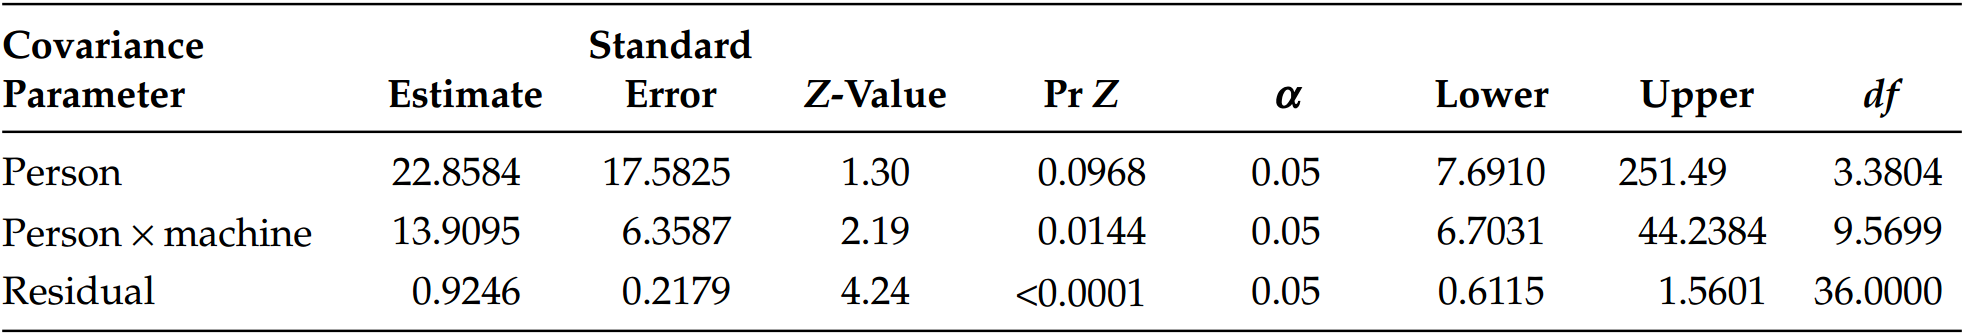 Covariance Standard
Parameter Estimate Error Z-Value Pr Z α Lower Upper df
Person 22.8584 17.5825 1.30 0.0968 0.05 7.6910 251.49 3.3804
Person × machine 13.9095 6.3587 2.19 0.0144 0.05 6.7031 44.2384 9.5699
Residual 0.9246 0.2179 4.24 <0.0001 0.05 0.6115 1.5601 36.0000